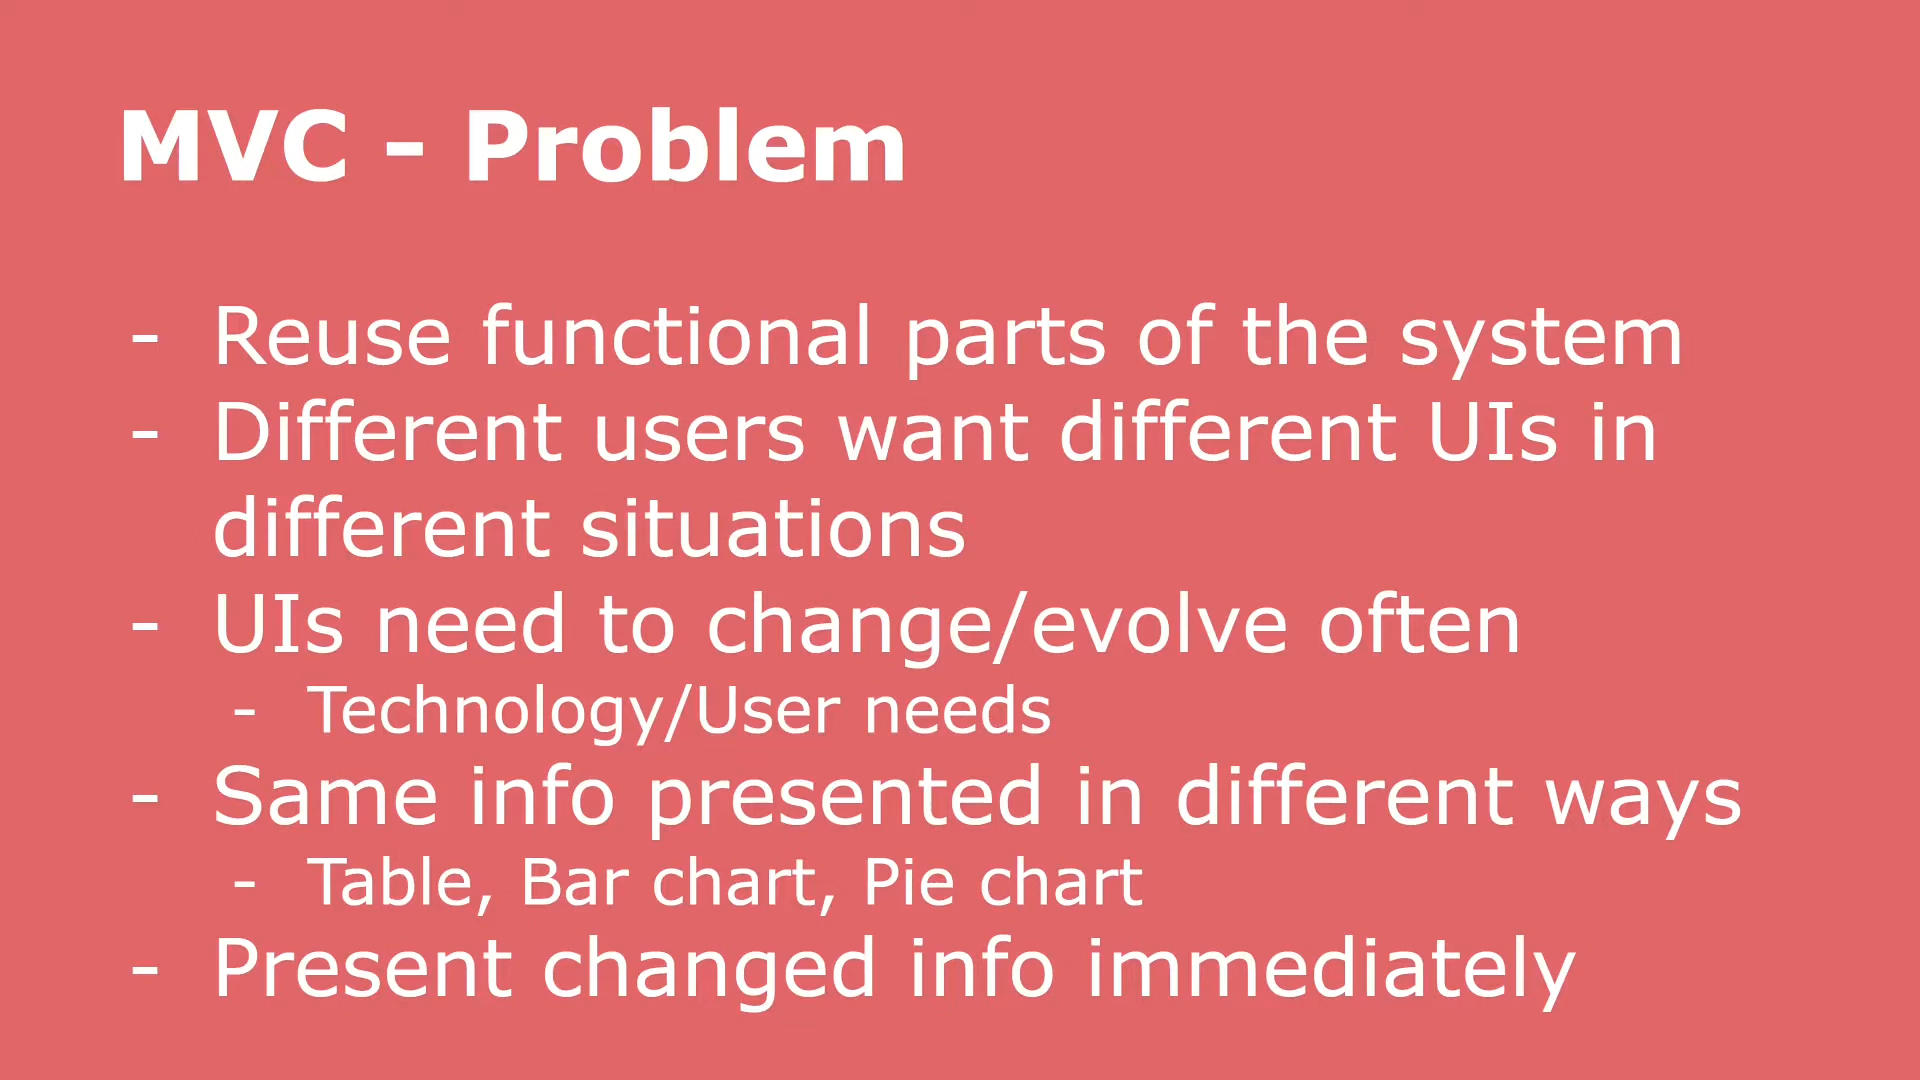 MVC - Problem
- Reuse functional parts of the system
- Different users want different UIs in
different situations
- UIs need to change/evolve often
- Technology/User needs
- Same info presented in different ways
- Table, Bar chart, Pie chart
- Present changed info immediately